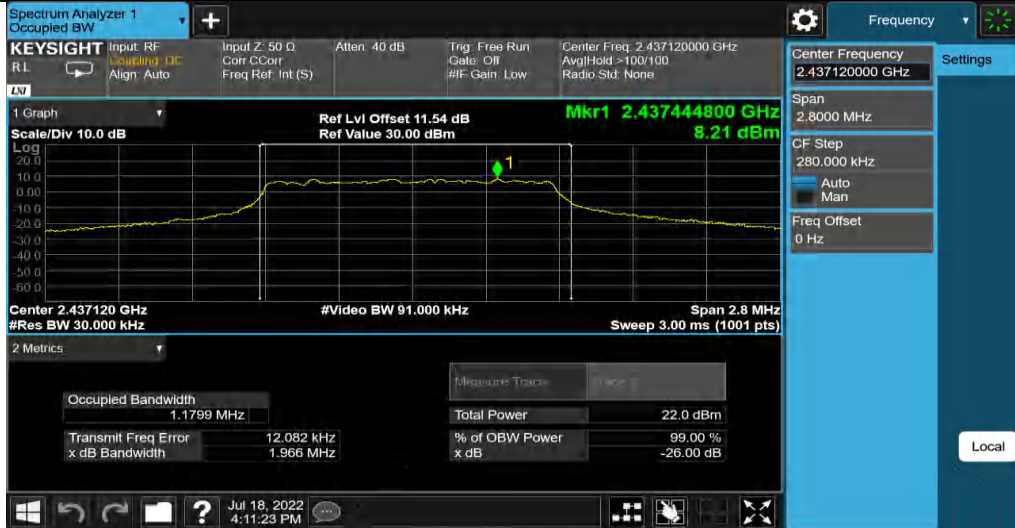 Spectrum Analyzer 1
Occupied BW
Frequency
KEYSIGHT
RL
LXI
Input: RF
Coupling: DC
Align: Auto
Input Z: 50 Ω
Corr CCorr
Freq Ref: Int (S)
Atten: 40 dB
Trig: Free Run
Gate: Off
#IF Gain: Low
Center Freq: 2.437120000 GHz
Avg|Hold >100/100
Radio Std: None
Center Frequency
2.437120000 GHz
Settings
Span
2.8000 MHz
CF Step
280.000 kHz
Auto
Man
Freq Offset
0 Hz
Local
1 Graph
Scale/Div 10.0 dB
Ref Lvl Offset 11.54 dB
Ref Value 30.00 dBm
Mkr1 2.437444800 GHz
8.21 dBm
Log
20.0
10.0
0.00
-10.0
-20.0
-30.0
-40.0
-50.0
-60.0
1
Center 2.437120 GHz
#Res BW 30.000 kHz
#Video BW 91.000 kHz
Span 2.8 MHz
Sweep 3.00 ms (1001 pts)
2 Metrics
Measure Trace
Trace 1
Occupied Bandwidth
1.1799 MHz
Total Power 22.0 dBm
Transmit Freq Error 12.082 kHz
% of OBW Power 99.00 %
x dB Bandwidth 1.966 MHz
x dB -26.00 dB
?
Jul 18, 2022
4:11:23 PM